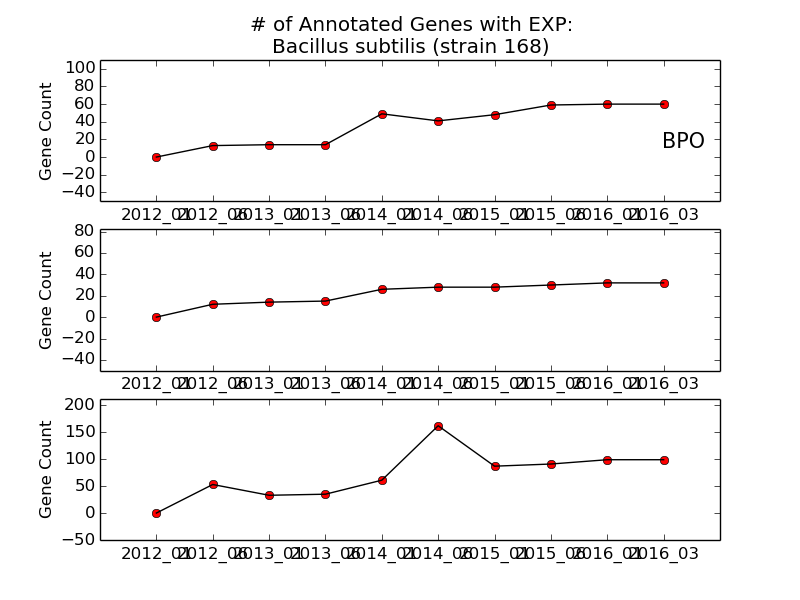 # of Annotated Genes with EXP:
Bacillus subtilis (strain 168)
Gene Count
100
80
60
40
20
0
−20
−40
BPO
2012_01 2012_06 2013_01 2013_06 2014_01 2014_06 2015_01 2015_06 2016_01 2016_03
Gene Count
80
60
40
20
0
−20
−40
2012_01 2012_06 2013_01 2013_06 2014_01 2014_06 2015_01 2015_06 2016_01 2016_03
Gene Count
200
150
100
50
0
−50
2012_01 2012_06 2013_01 2013_06 2014_01 2014_06 2015_01 2015_06 2016_01 2016_03